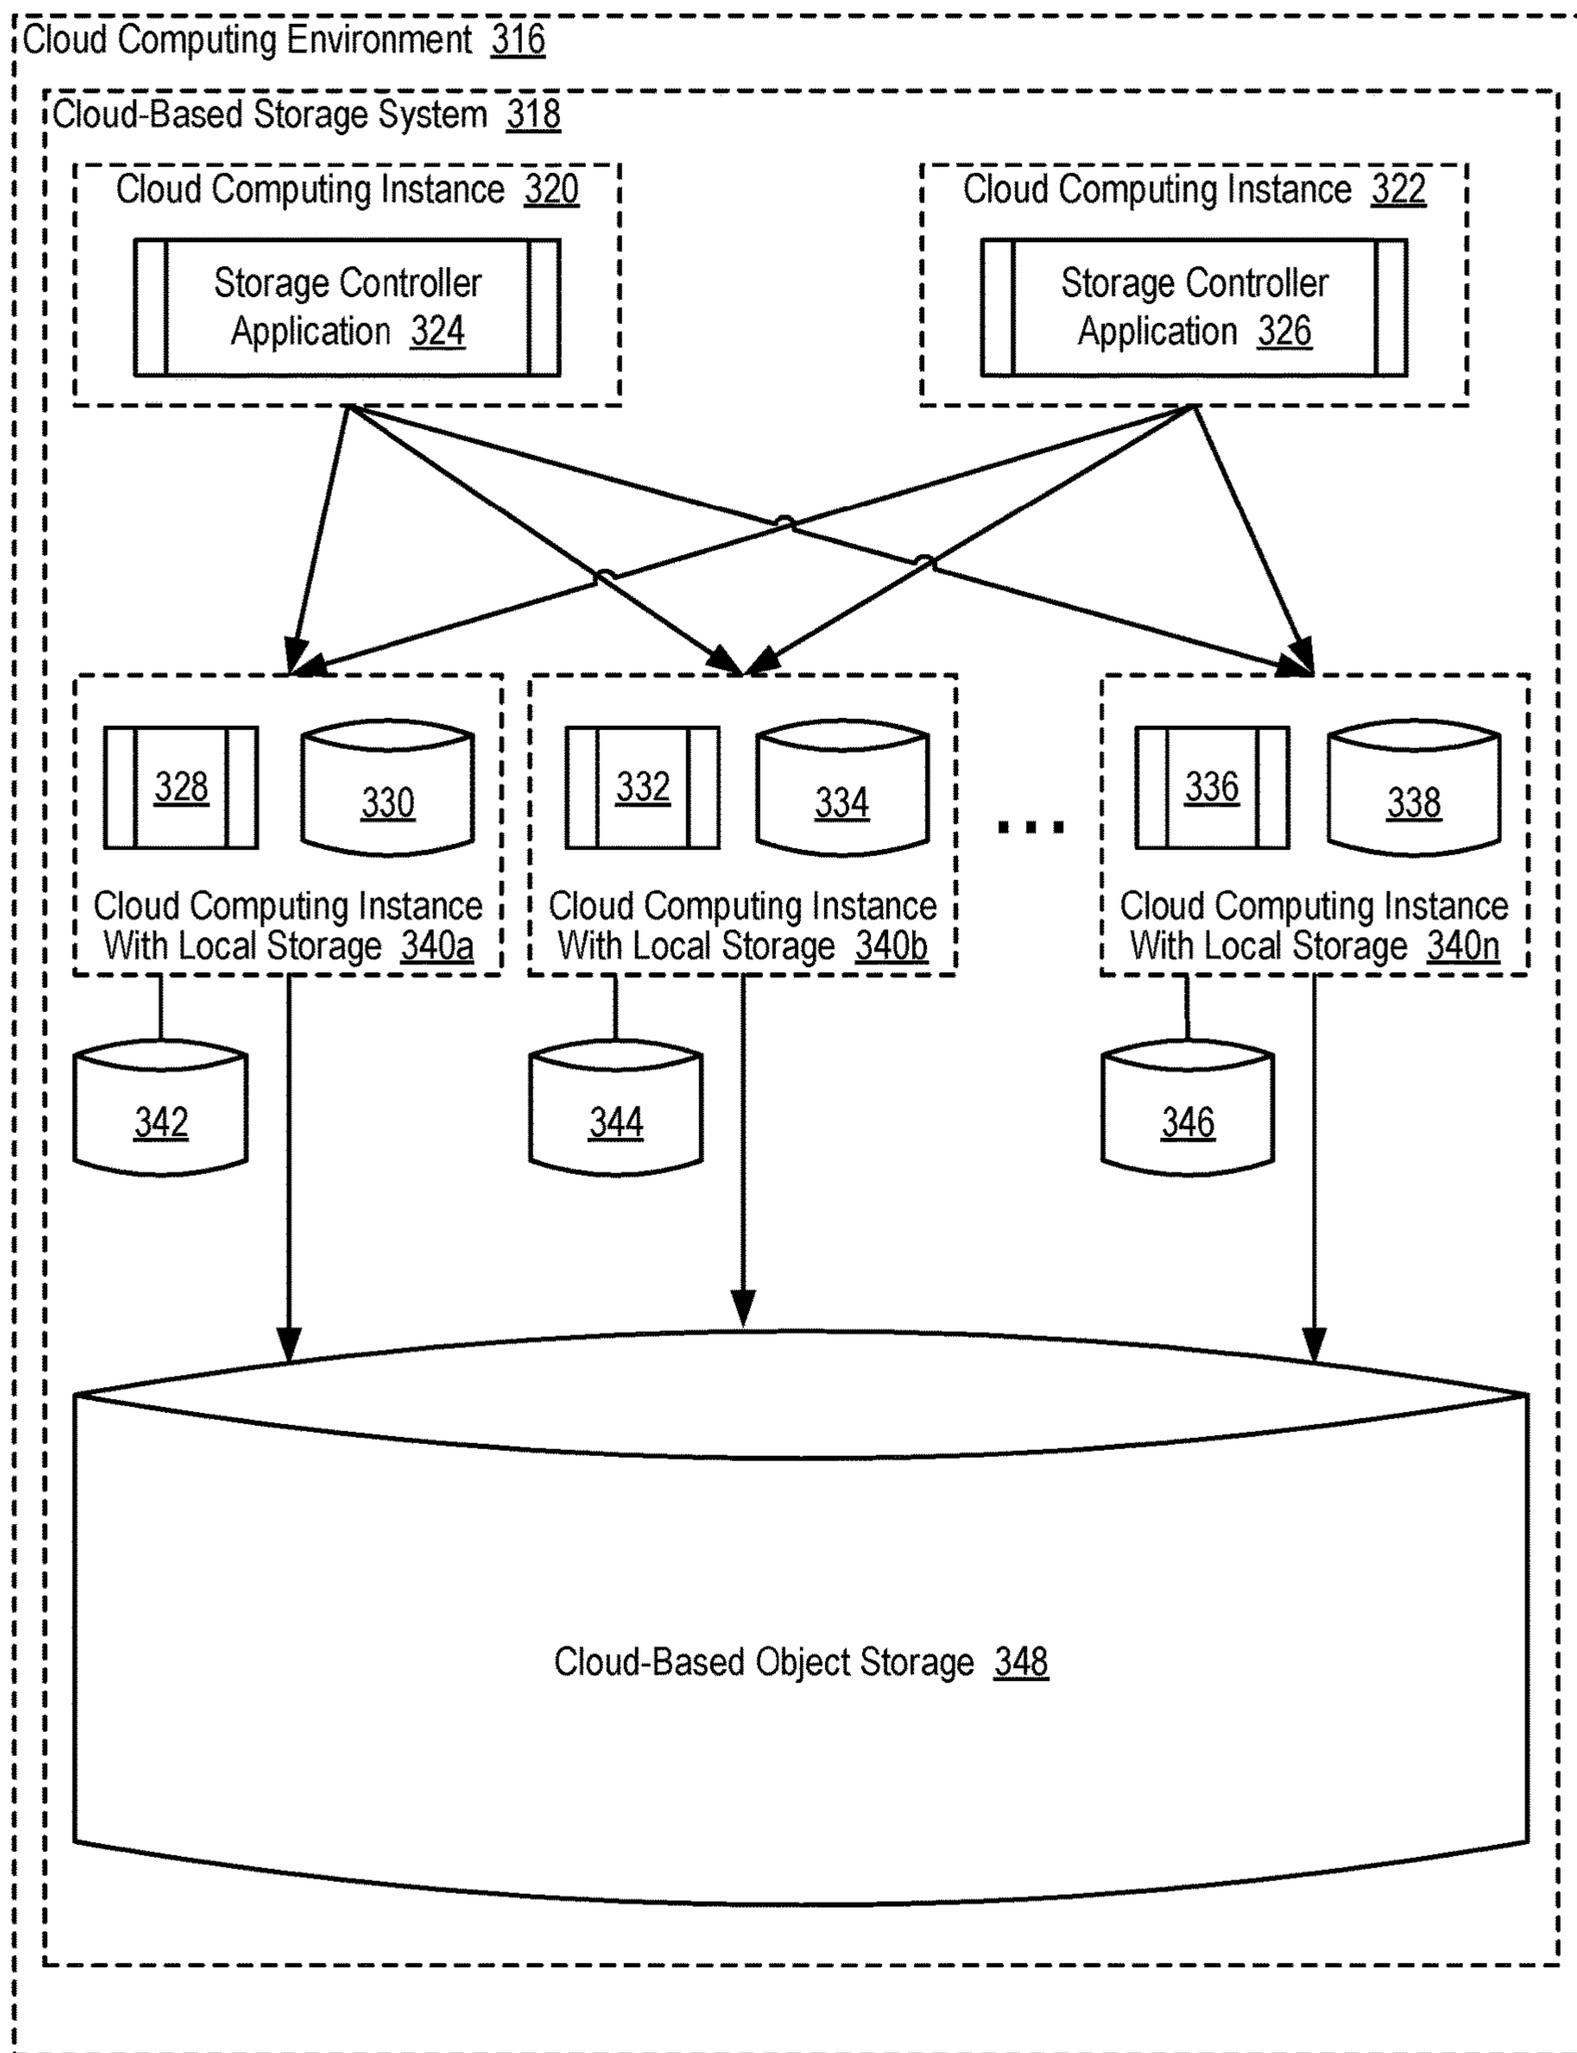 Cloud Computing Environment 316
Cloud-Based Storage System 318
Cloud Computing Instance 320
Storage Controller
Application 324
Cloud Computing Instance 322
Storage Controller
Application 326
328
330
Cloud Computing Instance
With Local Storage 340a
332
334
Cloud Computing Instance
With Local Storage 340b
...
336
338
Cloud Computing Instance
With Local Storage 340n
342
344
346
Cloud-Based Object Storage 348